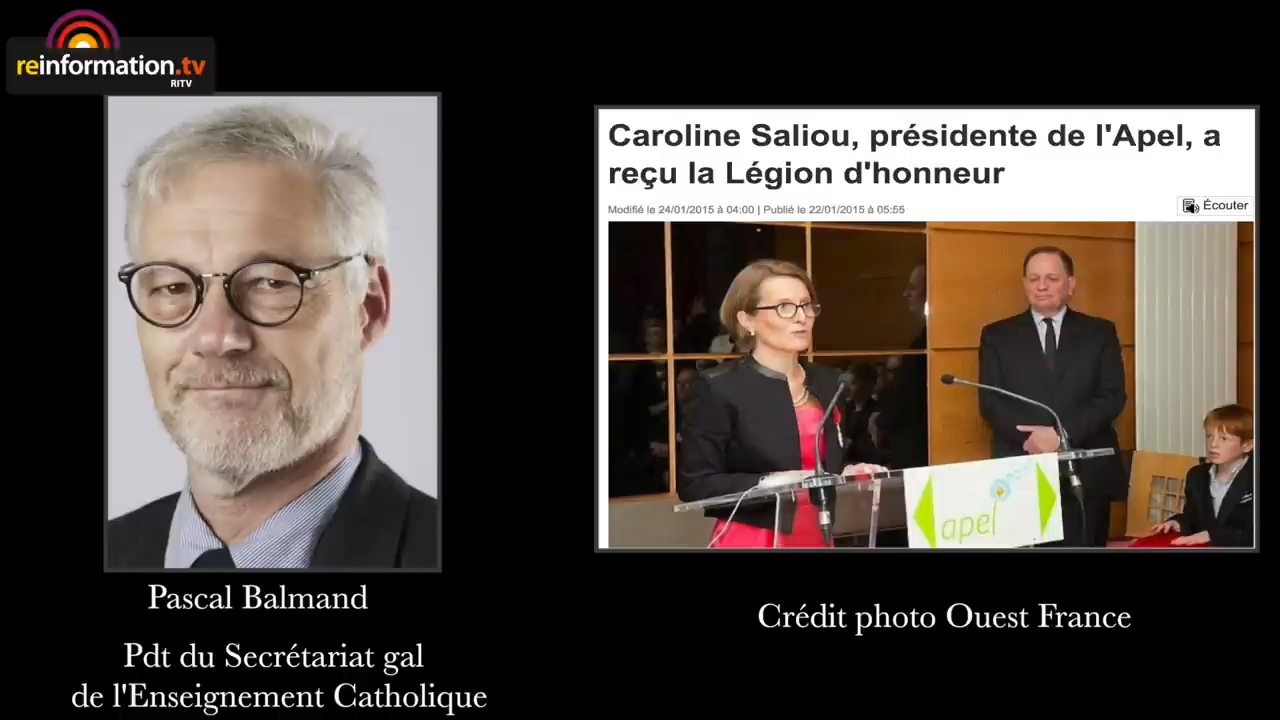 reinformation.tv
RITV
Caroline Saliou, présidente de l'Apel, a
reçu la Légion d'honneur
Modifié le 24/01/2015 à 04:00 | Publié le 22/01/2015 à 05:55
Écouter
apel
Pascal Balmand
Pdt du Secrétariat gal
de l'Enseignement Catholique
Crédit photo Ouest France